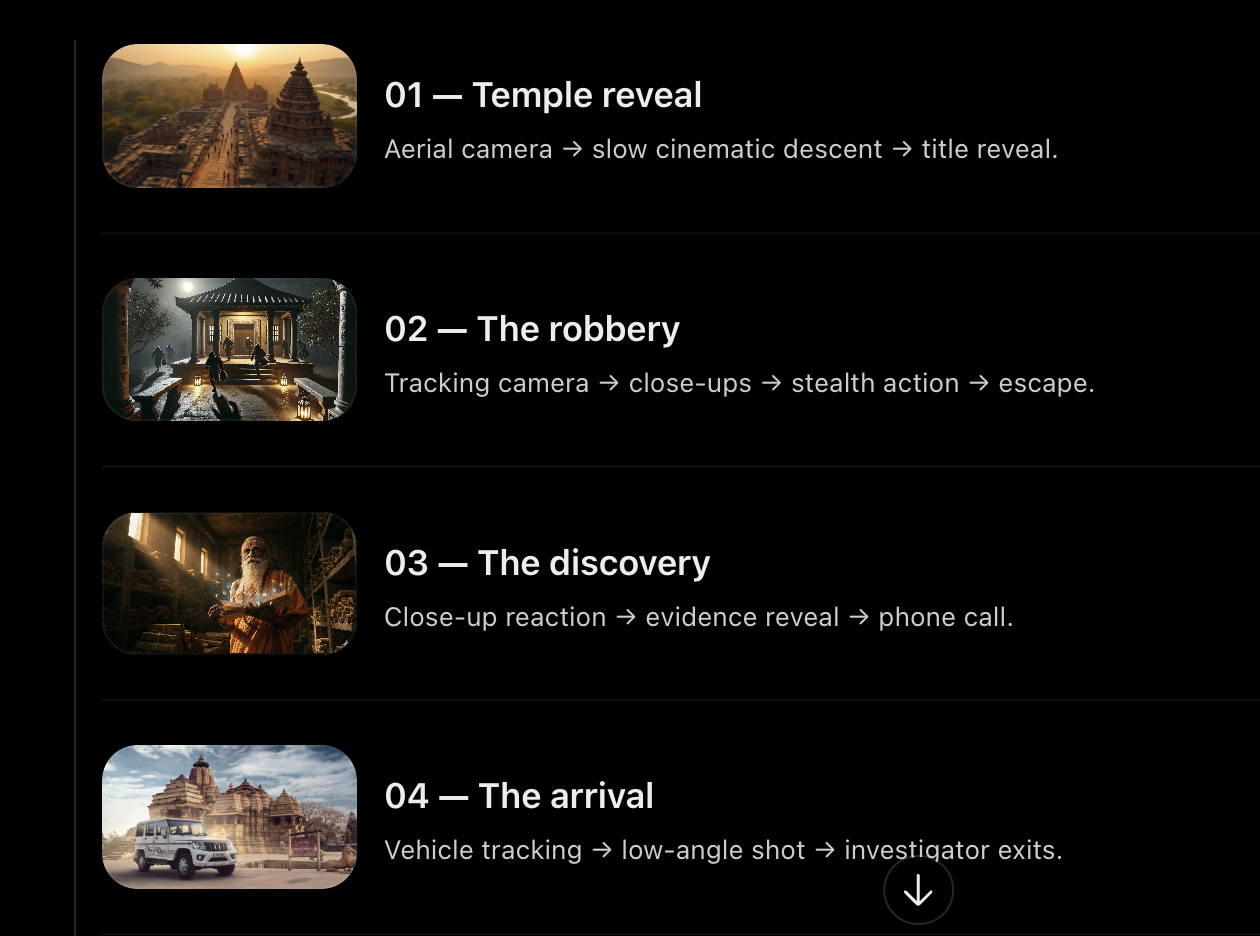 01 — Temple reveal
Aerial camera → slow cinematic descent → title reveal.
02 — The robbery
Tracking camera → close-ups → stealth action → escape.
03 — The discovery
Close-up reaction → evidence reveal → phone call.
04 — The arrival
Vehicle tracking → low-angle shot → investigator exits.